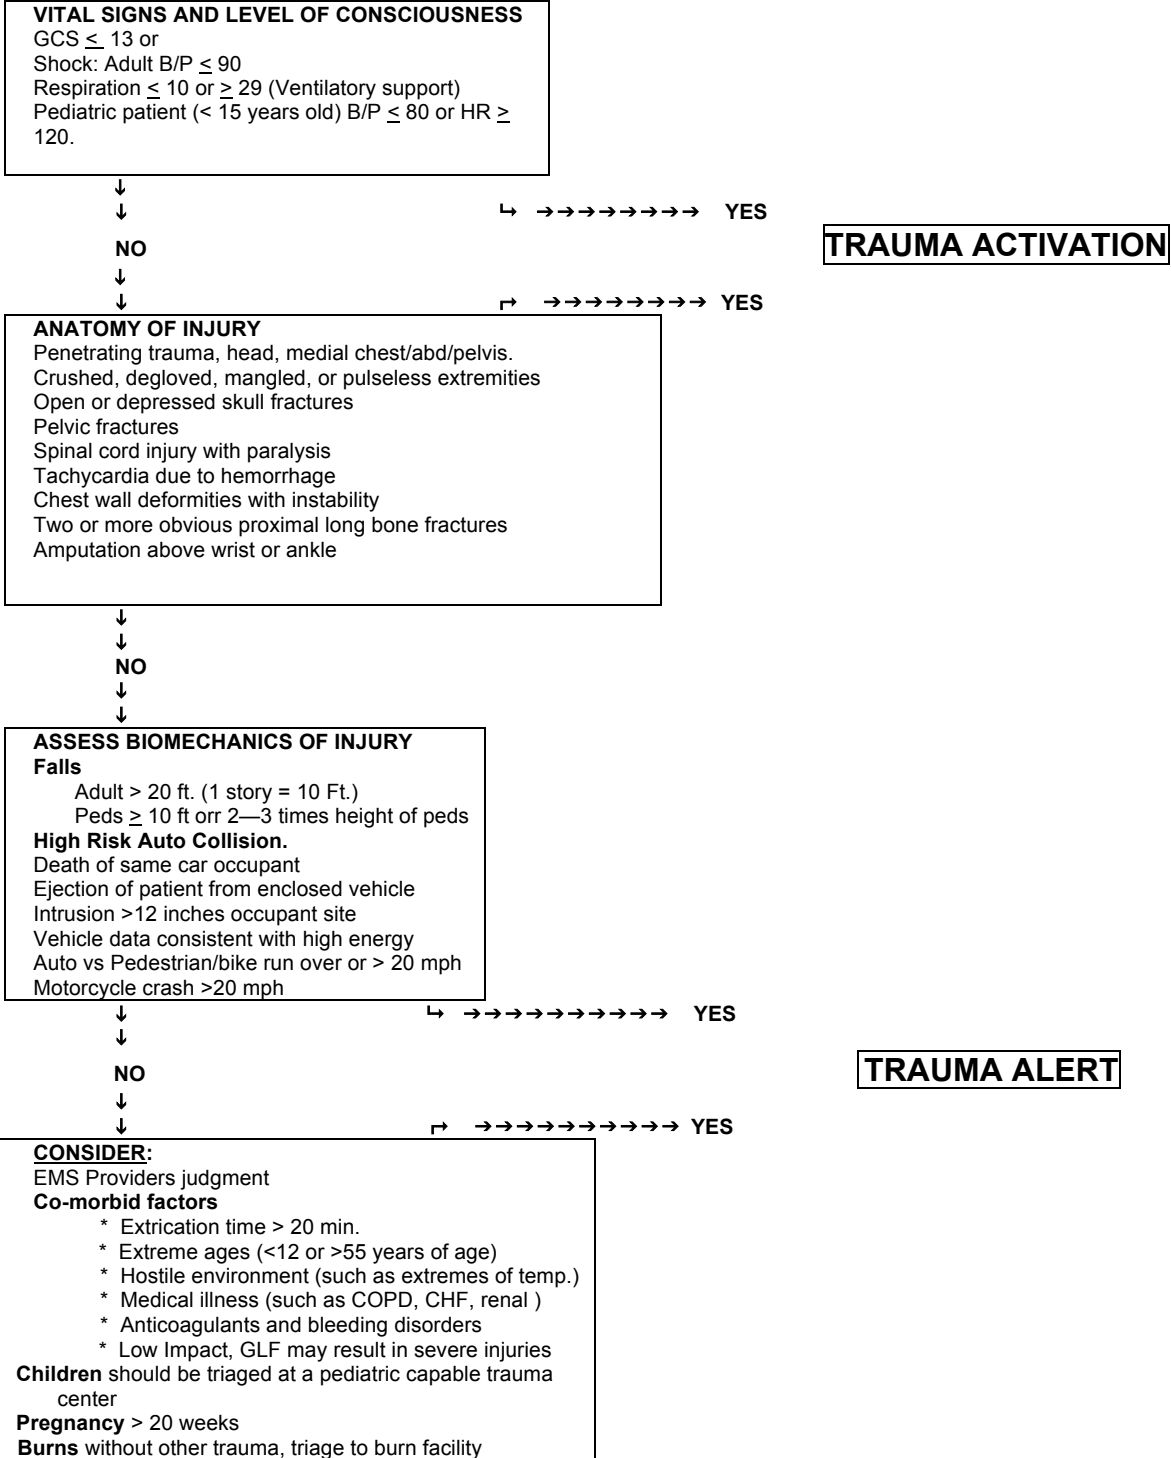 VITAL SIGNS AND LEVEL OF CONSCIOUSNESS
GCS ≤ 13 or
Shock: Adult B/P ≤ 90
Respiration ≤ 10 or ≥ 29 (Ventilatory support)
Pediatric patient (< 15 years old) B/P ≤ 80 or HR ≥
120.
↓
↓ ↳ →→→→→→→→ YES
TRAUMA ACTIVATION
NO
↓
↓ ↱ →→→→→→→→ YES
ANATOMY OF INJURY
Penetrating trauma, head, medial chest/abd/pelvis.
Crushed, degloved, mangled, or pulseless extremities
Open or depressed skull fractures
Pelvic fractures
Spinal cord injury with paralysis
Tachycardia due to hemorrhage
Chest wall deformities with instability
Two or more obvious proximal long bone fractures
Amputation above wrist or ankle
↓
↓
NO
↓
↓
ASSESS BIOMECHANICS OF INJURY
Falls
Adult > 20 ft. (1 story = 10 Ft.)
Peds ≥ 10 ft orr 2—3 times height of peds
High Risk Auto Collision.
Death of same car occupant
Ejection of patient from enclosed vehicle
Intrusion >12 inches occupant site
Vehicle data consistent with high energy
Auto vs Pedestrian/bike run over or > 20 mph
Motorcycle crash >20 mph
↓ ↳ →→→→→→→→→→ YES
↓
TRAUMA ALERT
NO
↓
↓ ↱ →→→→→→→→→→ YES
CONSIDER:
EMS Providers judgment
Co-morbid factors
* Extrication time > 20 min.
* Extreme ages (<12 or >55 years of age)
* Hostile environment (such as extremes of temp.)
* Medical illness (such as COPD, CHF, renal )
* Anticoagulants and bleeding disorders
* Low Impact, GLF may result in severe injuries
Children should be triaged at a pediatric capable trauma
center
Pregnancy > 20 weeks
Burns without other trauma, triage to burn facility